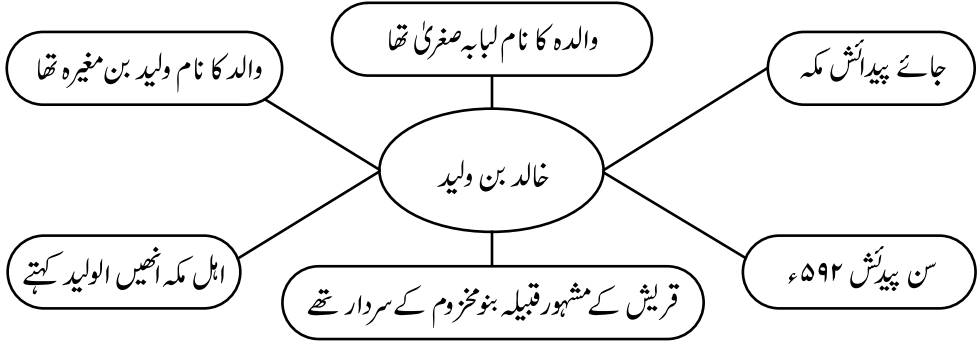 والدہ کا نام لبابہ صغریٰ تھا
جائے پیدائش مکہ
والد کا نام ولید بن مغیرہ تھا
خالد بن ولید
سن پیدئش ۵۹۲ء
اہل مکہ انھیں الولید کہتے
قریش کے مشہور قبیلہ بنو مخزوم کے سردار تھے